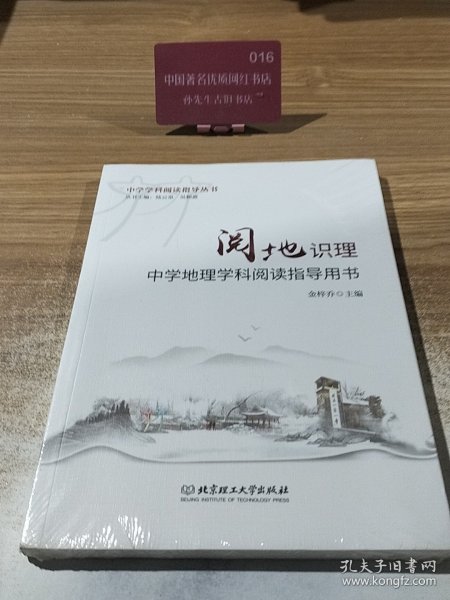 016
中国著名优质网红书店
孙先生古旧书店
中学学科阅读指导丛书
阅地识理
中学地理学科阅读指导用书
金梓乔◎主编
北京理工大学出版社
BEIJING INSTITUTE OF TECHNOLOGY PRESS
孔夫子旧书网
www.kongfz.com